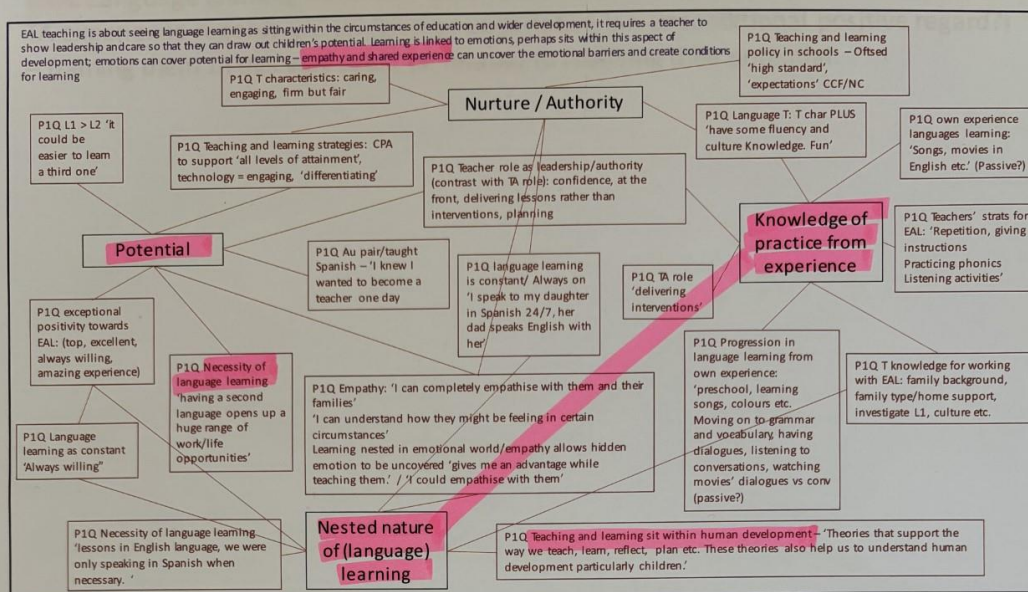 EAL teaching is about seeing language learning as sitting within the circumstances of education and wider development, it requires a teacher to
show leadership and care so that they can draw out children's potential. Learning is linked to emotions, perhaps sits within this aspect of
development; emotions can cover potential for learning – empathy and shared experience can uncover the emotional barriers and create conditions
for learning
P1Q Teaching and learning
policy in schools – Oftsed
'high standard',
'expectations' CCF/NC
P1Q T characteristics: caring,
engaging, firm but fair
Nurture / Authority
P1Q L1 > L2 'it
could be
easier to learn
a third one'
P1Q Teaching and learning strategies: CPA
to support 'all levels of attainment',
technology = engaging, 'differentiating'
P1Q Teacher role as leadership/authority
(contrast with TA role): confidence, at the
front, delivering lessons rather than
interventions, planning
P1Q Language T: T char PLUS
'have some fluency and
culture Knowledge. Fun'
P1Q own experience
languages learning:
'Songs, movies in
English etc.' (Passive?)
Potential
Knowledge of
practice from
experience
P1Q Teachers' strats for
EAL: 'Repetition, giving
instructions
Practicing phonics
Listening activities'
P1Q Au pair/taught
Spanish – 'I knew I
wanted to become a
teacher one day
P1Q language learning
is constant/ Always on
'I speak to my daughter
in Spanish 24/7, her
dad speaks English with
her'
P1Q TA role
'delivering
interventions'
P1Q exceptional
positivity towards
EAL: (top, excellent,
always willing,
amazing experience)
P1Q Necessity of
language learning
'having a second
language opens up a
huge range of
work/life
opportunities'
P1Q Empathy: 'I can completely empathise with them and their
families'
'I can understand how they might be feeling in certain
circumstances'
Learning nested in emotional world/empathy allows hidden
emotion to be uncovered 'gives me an advantage while
teaching them.' / 'I could empathise with them'
P1Q Progression in
language learning from
own experience:
'preschool, learning
songs, colours etc.
Moving on to grammar
and vocabulary, having
dialogues, listening to
conversations, watching
movies' dialogues vs conv
(passive?)
P1Q T knowledge for working
with EAL: family background,
family type/home support,
investigate L1, culture etc.
P1Q Language
learning as constant
'Always willing"
P1Q Necessity of language learning
'lessons in English language, we were
only speaking in Spanish when
necessary. '
Nested nature
of (language)
learning
P1Q Teaching and learning sit within human development – 'Theories that support the
way we teach, learn, reflect, plan etc. These theories also help us to understand human
development particularly children.'